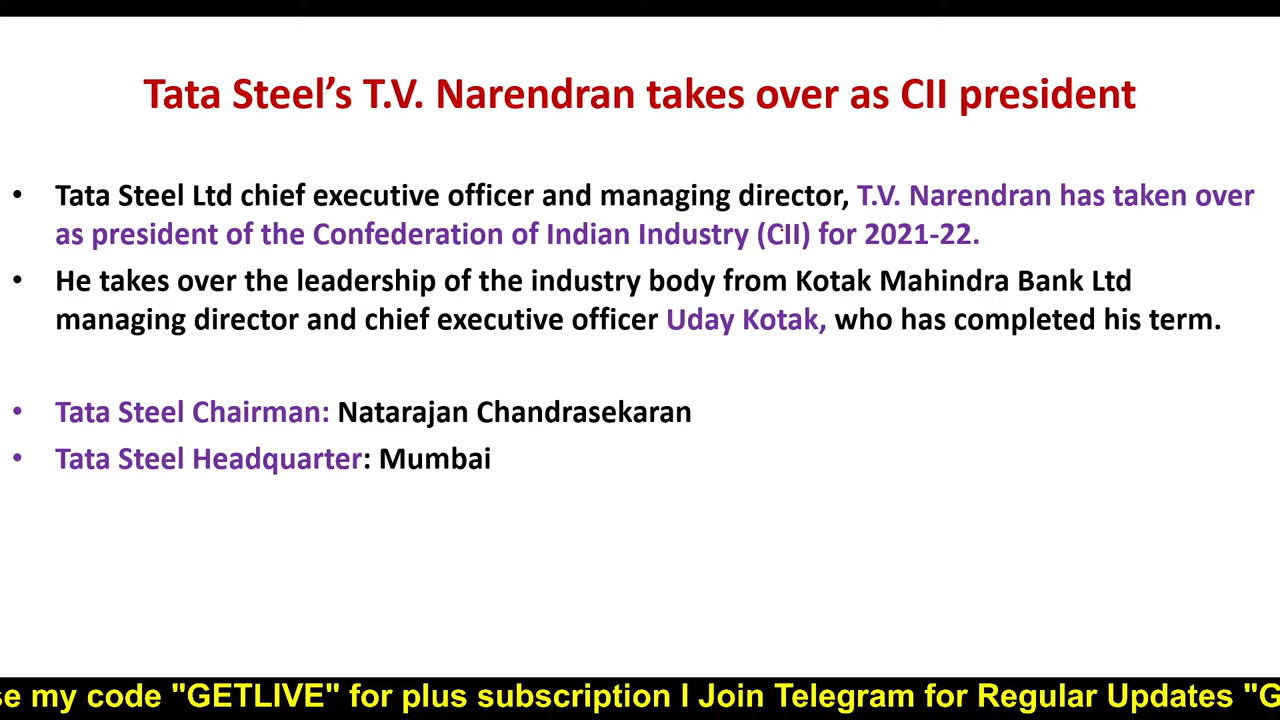 Tata Steel’s T.V. Narendran takes over as CII president
• Tata Steel Ltd chief executive officer and managing director, T.V. Narendran has taken over
as president of the Confederation of Indian Industry (CII) for 2021-22.
• He takes over the leadership of the industry body from Kotak Mahindra Bank Ltd
managing director and chief executive officer Uday Kotak, who has completed his term.
• Tata Steel Chairman: Natarajan Chandrasekaran
• Tata Steel Headquarter: Mumbai
se my code "GETLIVE" for plus subscription I Join Telegram for Regular Updates "G